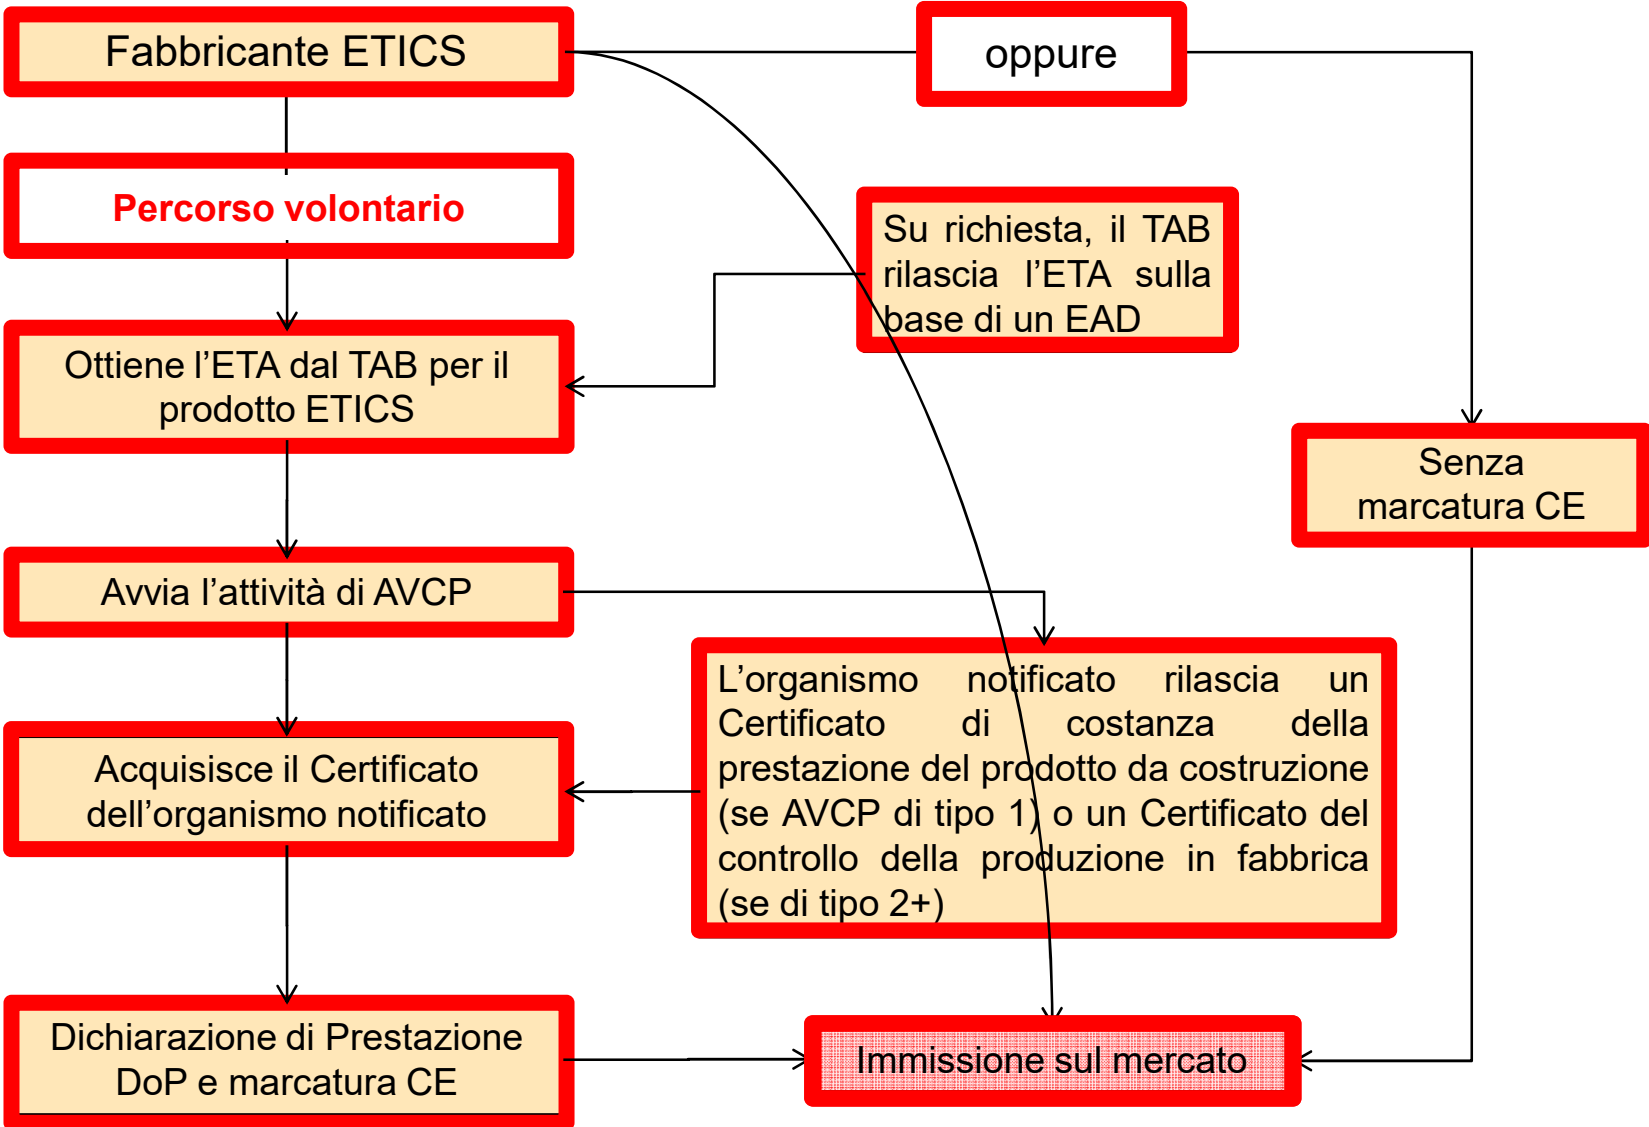 Fabbricante ETICS
oppure
Percorso volontario
Su richiesta, il TAB
rilascia l’ETA sulla
base di un EAD
Ottiene l’ETA dal TAB per il
prodotto ETICS
Senza
marcatura CE
Avvia l’attività di AVCP
L’organismo notificato rilascia un
Certificato di costanza della
prestazione del prodotto da costruzione
(se AVCP di tipo 1) o un Certificato del
controllo della produzione in fabbrica
(se di tipo 2+)
Acquisisce il Certificato
dell’organismo notificato
Dichiarazione di Prestazione
DoP e marcatura CE
Immissione sul mercato